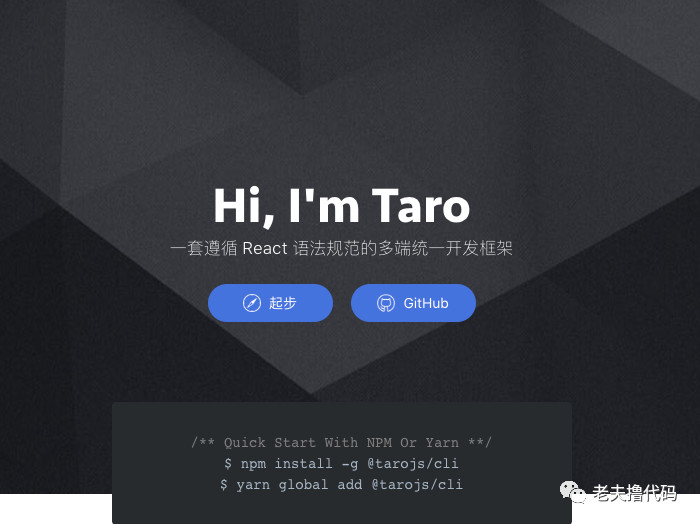 Hi, I'm Taro
一套遵循 React 语法规范的多端统一开发框架
起步
GitHub
/** Quick Start With NPM Or Yarn **/
$ npm install -g @tarojs/cli
$ yarn global add @tarojs/cli
老夫撸代码